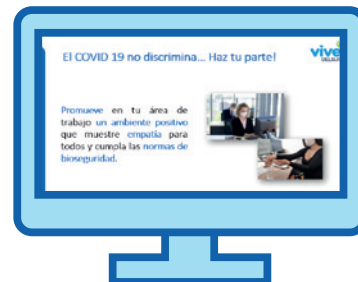 El COVID 19 no discrimina... Haz tu parte!
vive
Promueve en tu área de
trabajo un ambiente positivo
que muestre empatía para
todos y cumpla las normas de
bioseguridad.